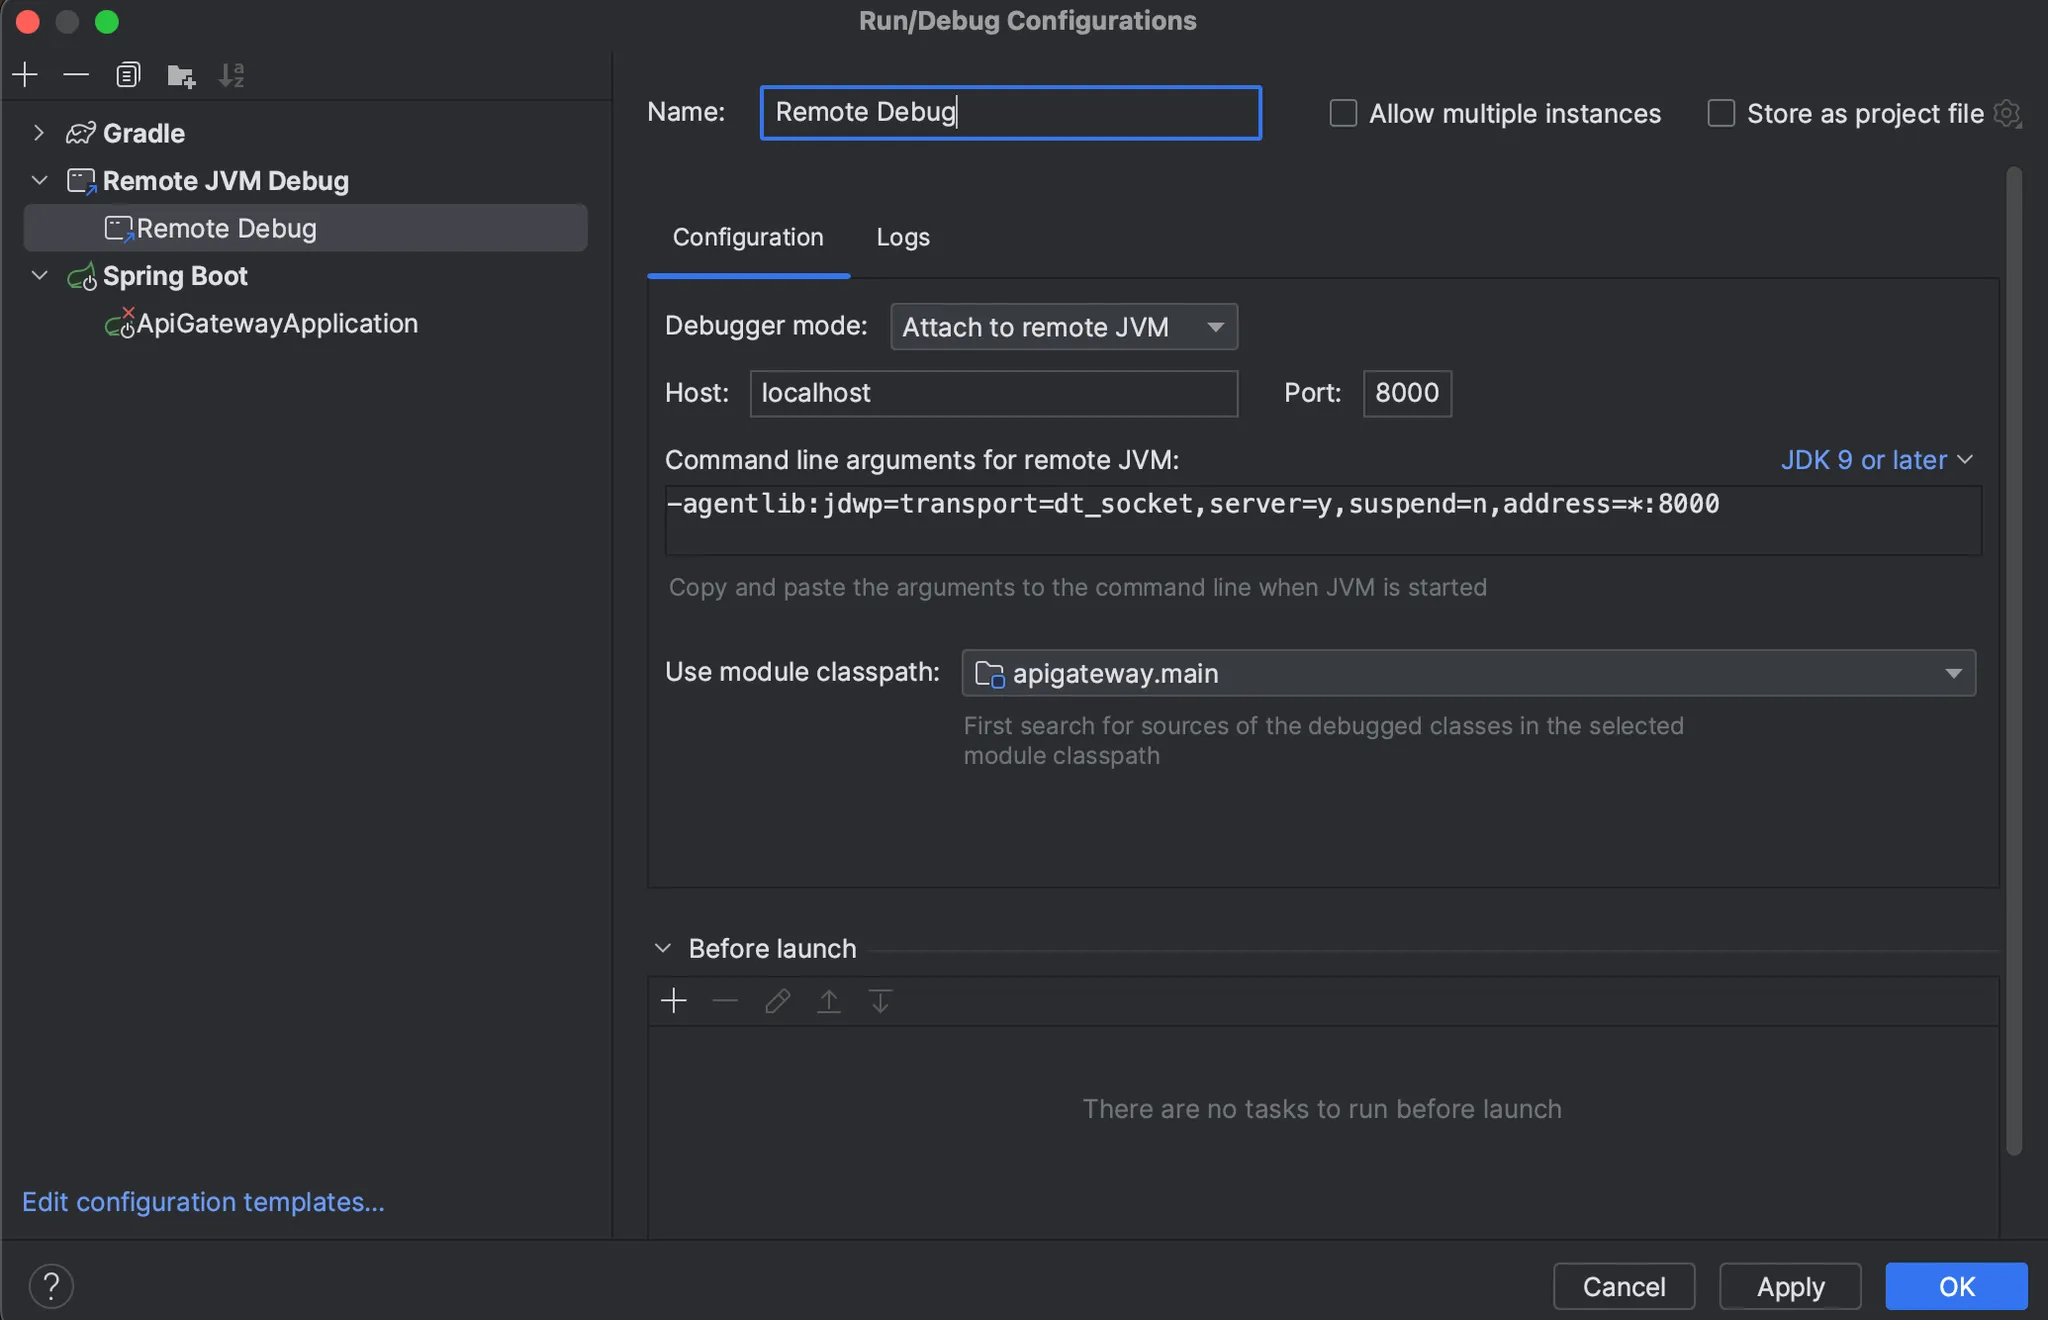 Run/Debug Configurations
Gradle
Remote JVM Debug
Remote Debug
Spring Boot
ApiGatewayApplication
Edit configuration templates...
Name: Remote Debug
Allow multiple instances
Store as project file
Configuration Logs
Debugger mode: Attach to remote JVM
Host: localhost Port: 8000
Command line arguments for remote JVM: JDK 9 or later
-agentlib:jdwp=transport=dt_socket,server=y,suspend=n,address=*:8000
Copy and paste the arguments to the command line when JVM is started
Use module classpath: apigateway.main
First search for sources of the debugged classes in the selected
module classpath
Before launch
There are no tasks to run before launch
? Cancel Apply OK